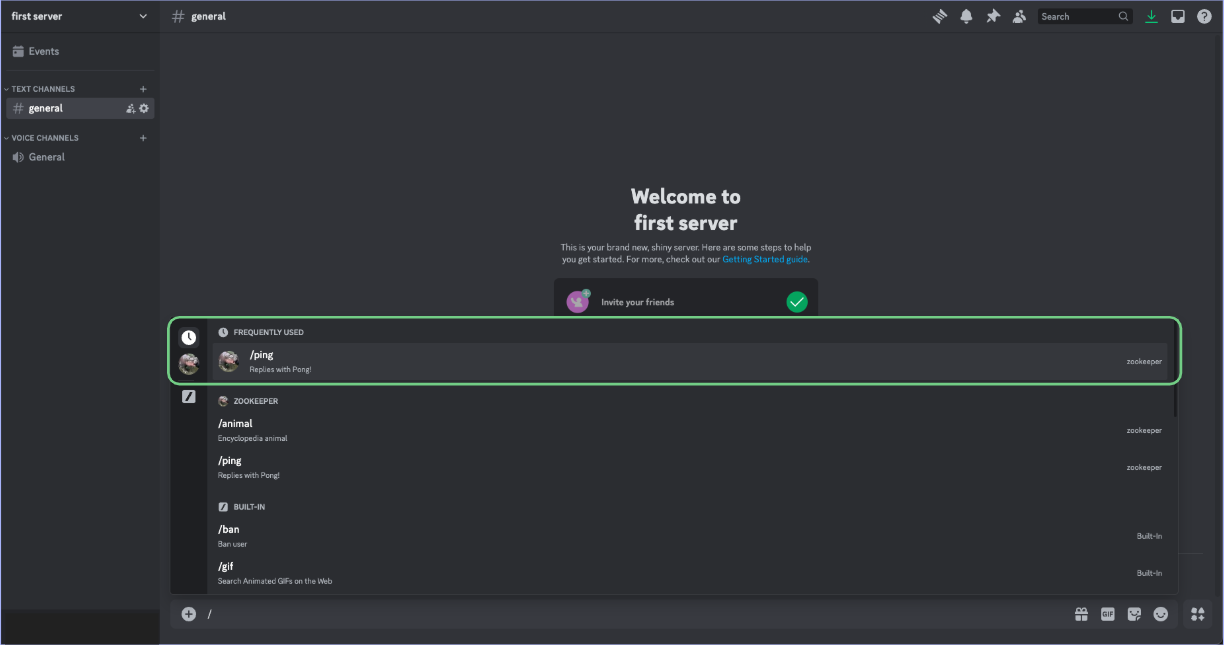 first server
# general
Search
Events
TEXT CHANNELS
general
VOICE CHANNELS
General
Welcome to
first server
This is your brand new, shiny server. Here are some steps to help
you get started. For more, check out our Getting Started guide.
Invite your friends
FREQUENTLY USED
/ping
Replies with Pong!
zookeeper
ZOOKEEPER
/animal
Encyclopedia animal
zookeeper
/ping
Replies with Pong!
zookeeper
BUILT-IN
/ban
Ban user
Built-In
/gif
Search Animated GIFs on the Web
Built-In
/
GIF